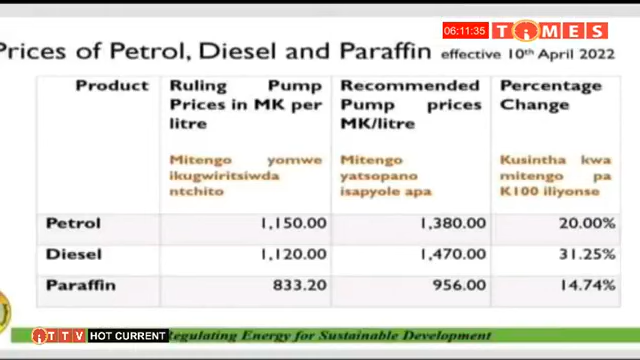 06:11:35 TiMES
Prices of Petrol, Diesel and Paraffin effective 10th April 2022
Product Ruling Pump Recommended Percentage
Prices in MK per Pump prices Change
litre MK/litre
Mitengo yomwe Mitengo Kusintha kwa
ikugwiritsiwda yatsopano mitengo pa
ntchito isapyole apa K100 iliyonse
Petrol 1,150.00 1,380.00 20.00%
Diesel 1,120.00 1,470.00 31.25%
Paraffin 833.20 956.00 14.74%
iTTV HOT CURRENT Regulating Energy for Sustainable Development